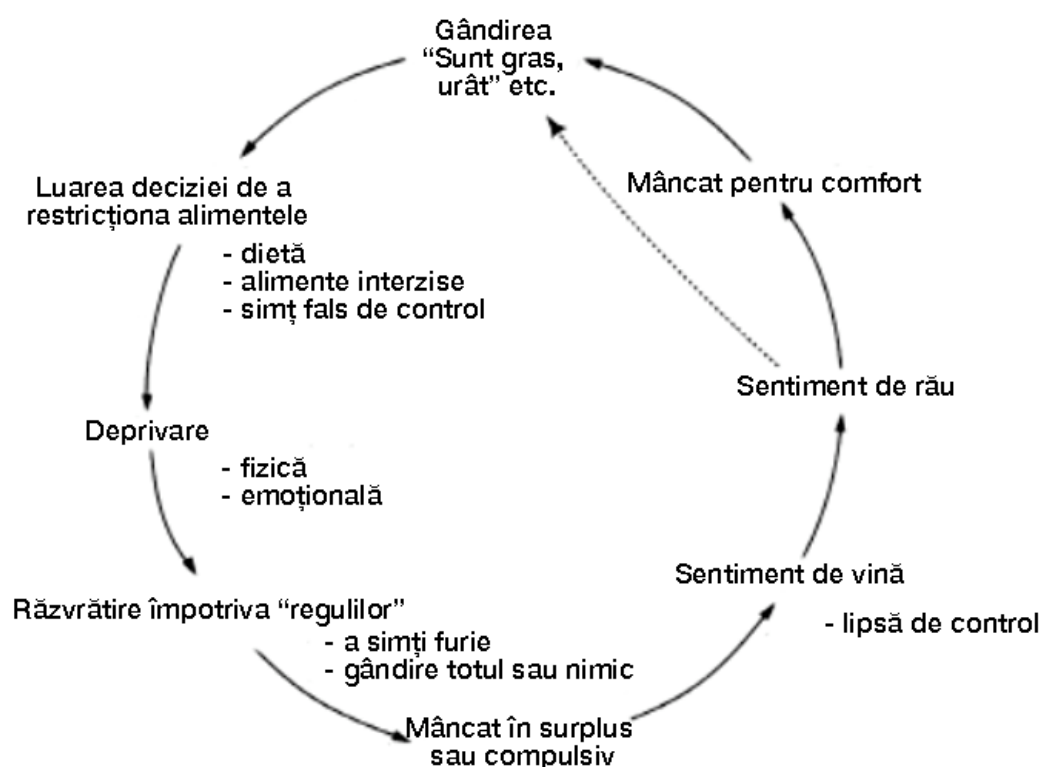 Gândirea
“Sunt gras,
urât” etc.
Luarea deciziei de a
restricționa alimentele
- dietă
- alimente interzise
- simț fals de control
Deprivare
- fizică
- emoțională
Răzvrătire împotriva “regulilor”
- a simți furie
- gândire totul sau nimic
Mâncat în surplus
sau compulsiv
Sentiment de vină
- lipsă de control
Sentiment de rău
Mâncat pentru comfort